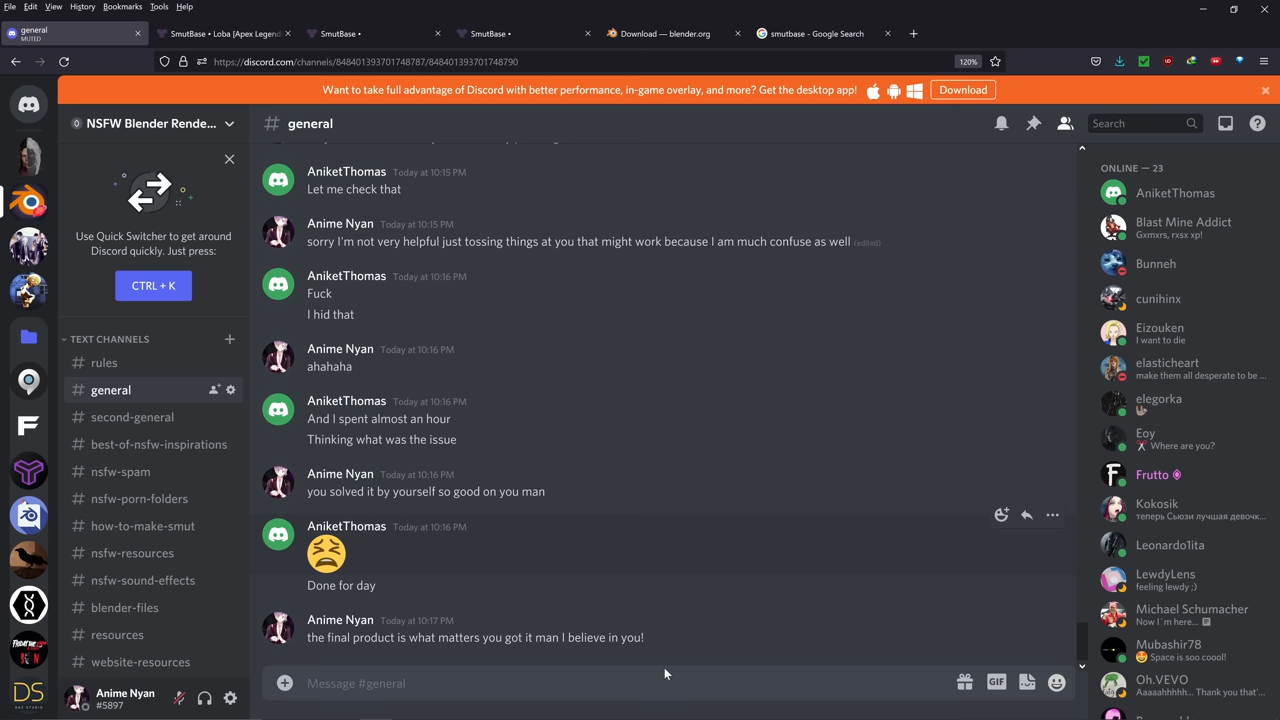 File Edit View History Bookmarks Tools Help
general
MUTED
SmutBase • Loba [Apex Legend
SmutBase •
SmutBase •
Download — blender.org
smutbase - Google Search
https://discord.com/channels/848401393701748787/848401393701748790
120%
Want to take full advantage of Discord with better performance, in-game overlay, and more? Get the desktop app!
Download
NSFW Blender Rende...
general
Search
Use Quick Switcher to get around
Discord quickly. Just press:
CTRL + K
TEXT CHANNELS
rules
general
second-general
best-of-nsfw-inspirations
nsfw-spam
nsfw-porn-folders
how-to-make-smut
nsfw-resources
nsfw-sound-effects
blender-files
resources
website-resources
Anime Nyan
#5897
AniketThomas Today at 10:15 PM
Let me check that
Anime Nyan Today at 10:15 PM
sorry I'm not very helpful just tossing things at you that might work because I am much confuse as well (edited)
AniketThomas Today at 10:16 PM
Fuck
I hid that
Anime Nyan Today at 10:16 PM
ahahaha
AniketThomas Today at 10:16 PM
And I spent almost an hour
Thinking what was the issue
Anime Nyan Today at 10:16 PM
you solved it by yourself so good on you man
AniketThomas Today at 10:16 PM
Done for day
Anime Nyan Today at 10:17 PM
the final product is what matters you got it man I believe in you!
Message #general
GIF
ONLINE — 23
AniketThomas
Blast Mine Addict
Gxmxrs, rxsx xp!
Bunneh
cunihinx
Eizouken
I want to die
elasticheart
make them all desperate to be ...
elegorka
Eoy
Where are you?
Frutto
Kokosik
теперь Сьюзи лучшая девочк...
Leonardo1ita
LewdyLens
feeling lewdy ;)
Michael Schumacher
Now I´m here...
Mubashir78
Space is soo coool!
Oh.VEVO
Aaaaahhhhh... Thank you that'...